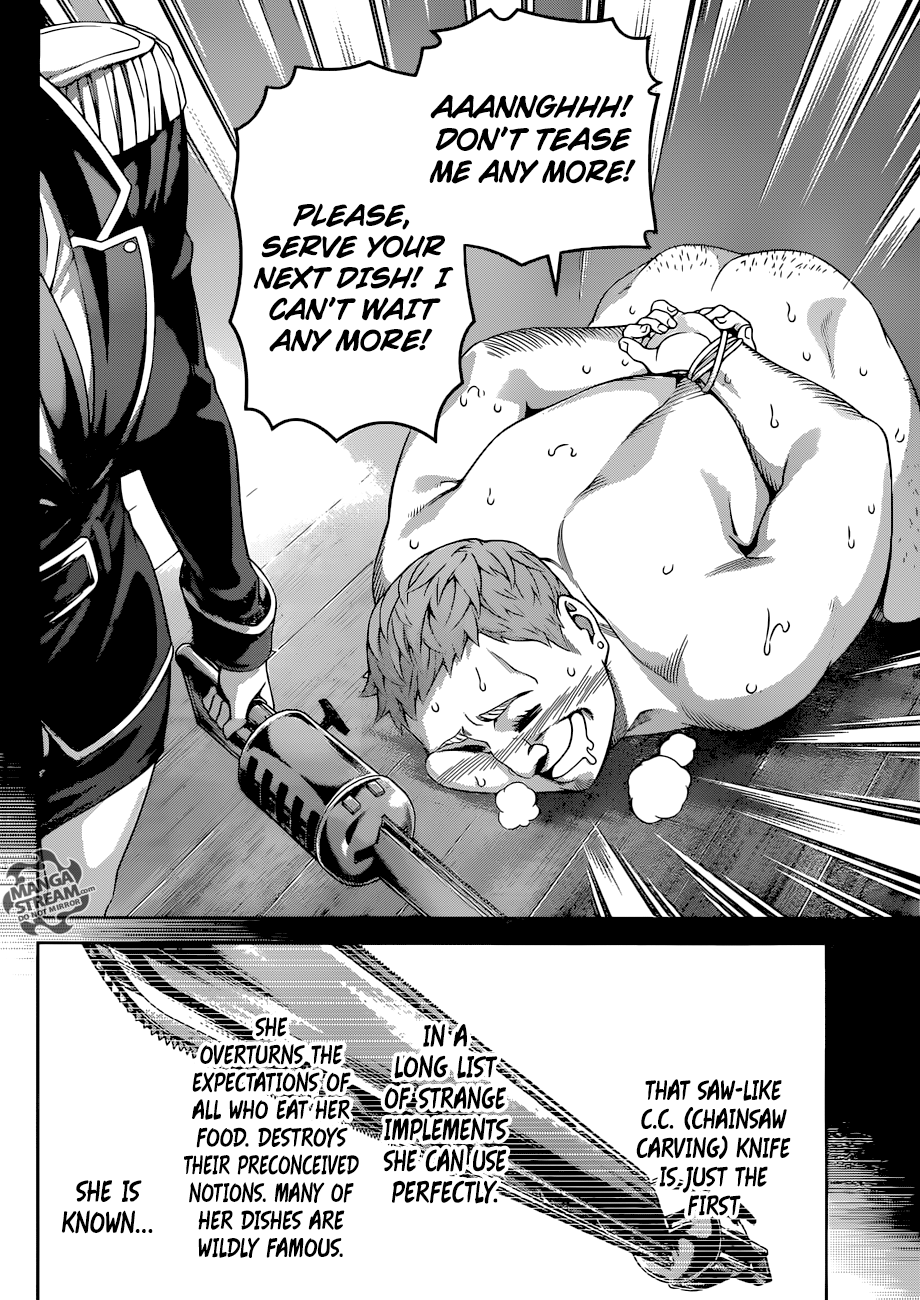 AAANNGHHH!
DON'T TEASE
ME ANY MORE!
PLEASE,
SERVE YOUR
NEXT DISH! I
CAN'T WAIT
ANY MORE!
MANGA
STREAM.com
DO NOT MIRROR
THAT SAW-LIKE
C.C. (CHAINSAW
CARVING) KNIFE
IS JUST THE
FIRST
IN A
LONG LIST
OF STRANGE
IMPLEMENTS
SHE CAN USE
PERFECTLY.
SHE
OVERTURNS THE
EXPECTATIONS OF
ALL WHO EAT HER
FOOD. DESTROYS
THEIR PRECONCEIVED
NOTIONS. MANY OF
HER DISHES ARE
WILDLY FAMOUS.
SHE IS
KNOWN...